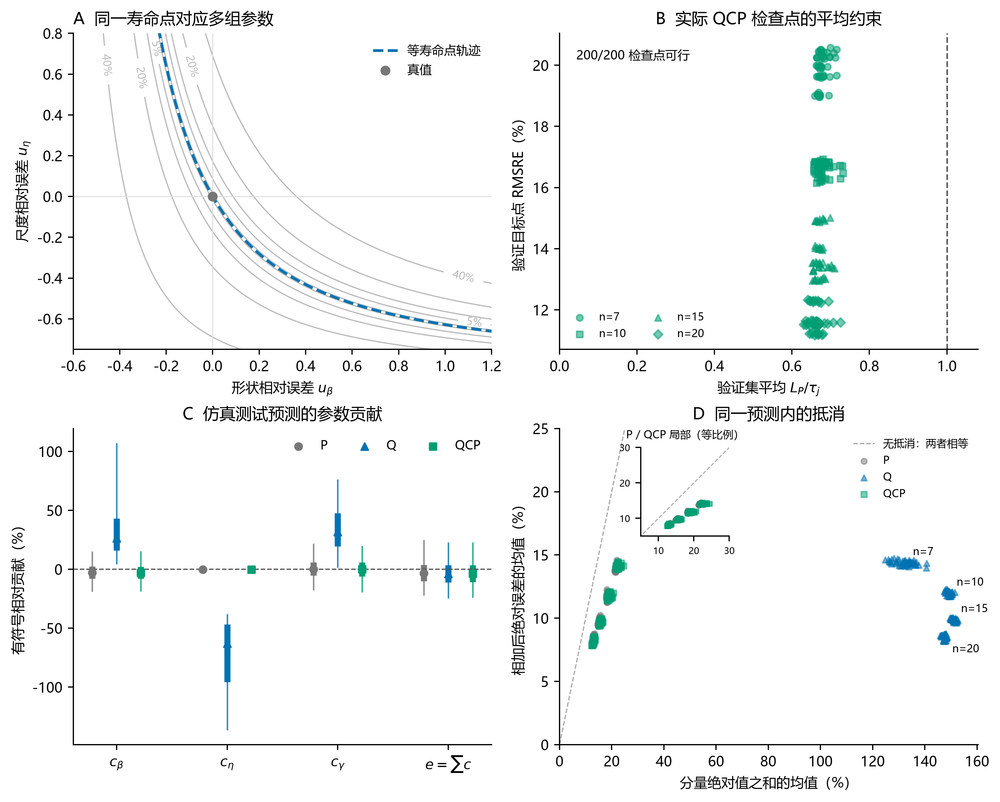 A 同一寿命点对应多组参数
0.8
0.6
0.4
0.2
0.0
-0.2
-0.4
-0.6
尺度相对误差 uη
40%
20%
5%
20%
40%
5%
等寿命点轨迹
真值
-0.6 -0.4 -0.2 0.0 0.2 0.4 0.6 0.8 1.0 1.2
形状相对误差 uβ
B 实际 QCP 检查点的平均约束
20
18
16
14
12
验证目标点 RMSRE（%）
200/200 检查点可行
n=7 n=15
n=10 n=20
0.0 0.2 0.4 0.6 0.8 1.0
验证集平均 LP/τj
C 仿真测试预测的参数贡献
100
50
0
-50
-100
有符号相对贡献（%）
P Q QCP
cβ cη cγ e = ∑c
D 同一预测内的抵消
25
20
15
10
5
0
相加后绝对误差的均值（%）
P / QCP 局部（等比例）
30
20
10
10 20 30
无抵消：两者相等
P
Q
QCP
n=7
n=10
n=15
n=20
0 20 40 60 80 100 120 140 160
分量绝对值之和的均值（%）